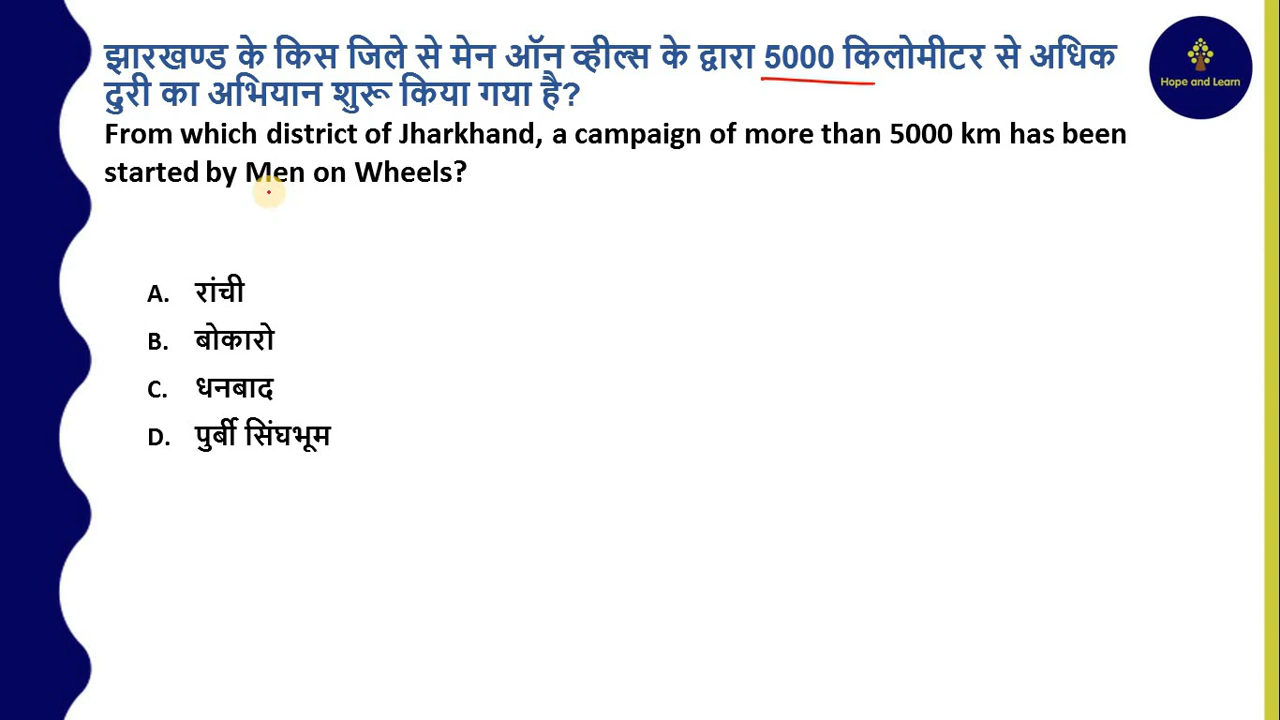 झारखण्ड के किस जिले से मेन ऑन व्हील्स के द्वारा 5000 किलोमीटर से अधिक
दुरी का अभियान शुरू किया गया है?
From which district of Jharkhand, a campaign of more than 5000 km has been
started by Men on Wheels?
Hope and Learn
A. रांची
B. बोकारो
C. धनबाद
D. पुर्बी सिंघभूम